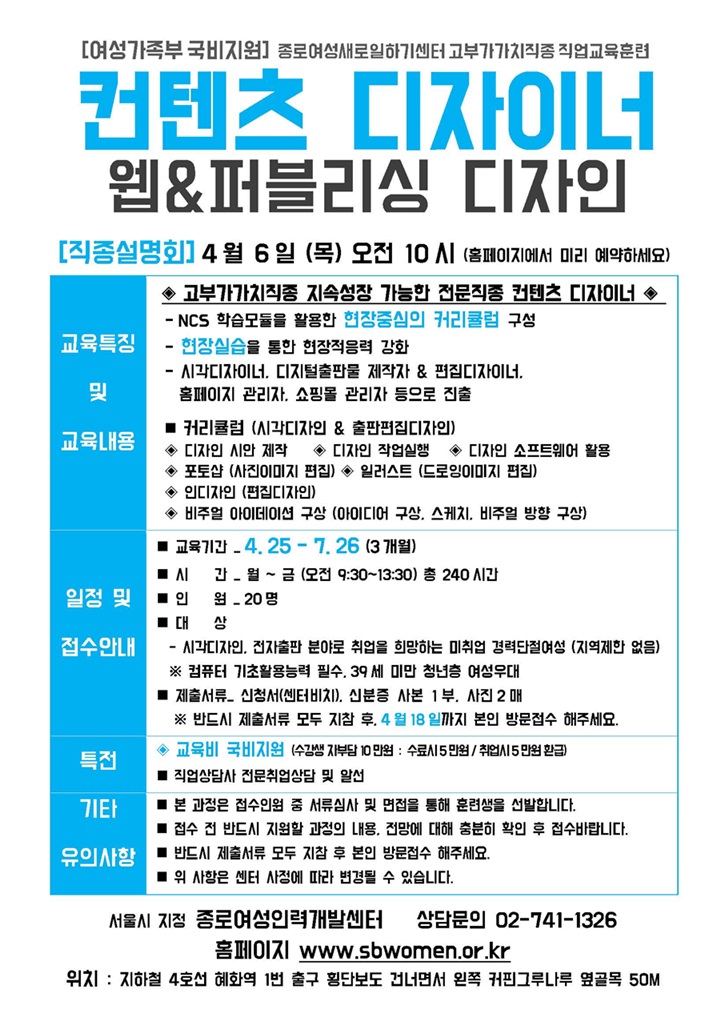 [여성가족부 국비지원] 종로여성새로일하기센터 고부가가치직종 직업교육훈련
컨텐츠 디자이너
웹&퍼블리싱 디자인
[직종설명회] 4월 6일 (목) 오전 10시 (홈페이지에서 미리 예약하세요)
교육특징
및
교육내용
◈ 고부가가치직종 지속성장 가능한 전문직종 컨텐츠 디자이너 ◈
- NCS 학습모듈을 활용한 현장중심의 커리큘럼 구성
- 현장실습을 통한 현장적응력 강화
- 시각디자이너, 디지털출판물 제작자 & 편집디자이너,
홈페이지 관리자, 쇼핑몰 관리자 등으로 진출
■ 커리큘럼 (시각디자인 & 출판편집디자인)
◈ 디자인 시안 제작 ◈ 디자인 작업실행 ◈ 디자인 소프트웨어 활용
◈ 포토샵 (사진이미지 편집) ◈ 일러스트 (드로잉이미지 편집)
◈ 인디자인 (편집디자인)
◈ 비주얼 아이데이션 구상 (아이디어 구상, 스케치, 비주얼 방향 구상)
일정 및
접수안내
■ 교육기간 _ 4. 25 - 7. 26 (3개월)
■ 시 간 _ 월 ~ 금 (오전 9:30~13:30) 총 240시간
■ 인 원 _ 20명
■ 대 상
- 시각디자인, 전자출판 분야로 취업을 희망하는 미취업 경력단절여성 (지역제한 없음)
※ 컴퓨터 기초활용능력 필수, 39세 미만 청년층 여성우대
■ 제출서류_ 신청서(센터비치), 신분증 사본 1부, 사진 2매
※ 반드시 제출서류 모두 지참 후, 4월 18일까지 본인 방문접수 해주세요.
특전
◈ 교육비 국비지원 (수강생 자부담 10만원 : 수료시 5만원 / 취업시 5만원 환급)
■ 직업상담사 전문취업상담 및 알선
기타
유의사항
■ 본 과정은 접수인원 중 서류심사 및 면접을 통해 훈련생을 선발합니다.
■ 접수 전 반드시 지원할 과정의 내용, 전망에 대해 충분히 확인 후 접수바랍니다.
■ 반드시 제출서류 모두 지참 후 본인 방문접수 해주세요.
■ 위 사항은 센터 사정에 따라 변경될 수 있습니다.
서울시 지정 종로여성인력개발센터 상담문의 02-741-1326
홈페이지 www.sbwomen.or.kr
위치 : 지하철 4호선 혜화역 1번 출구 횡단보도 건너면서 왼쪽 커핀그루나루 옆골목 50M